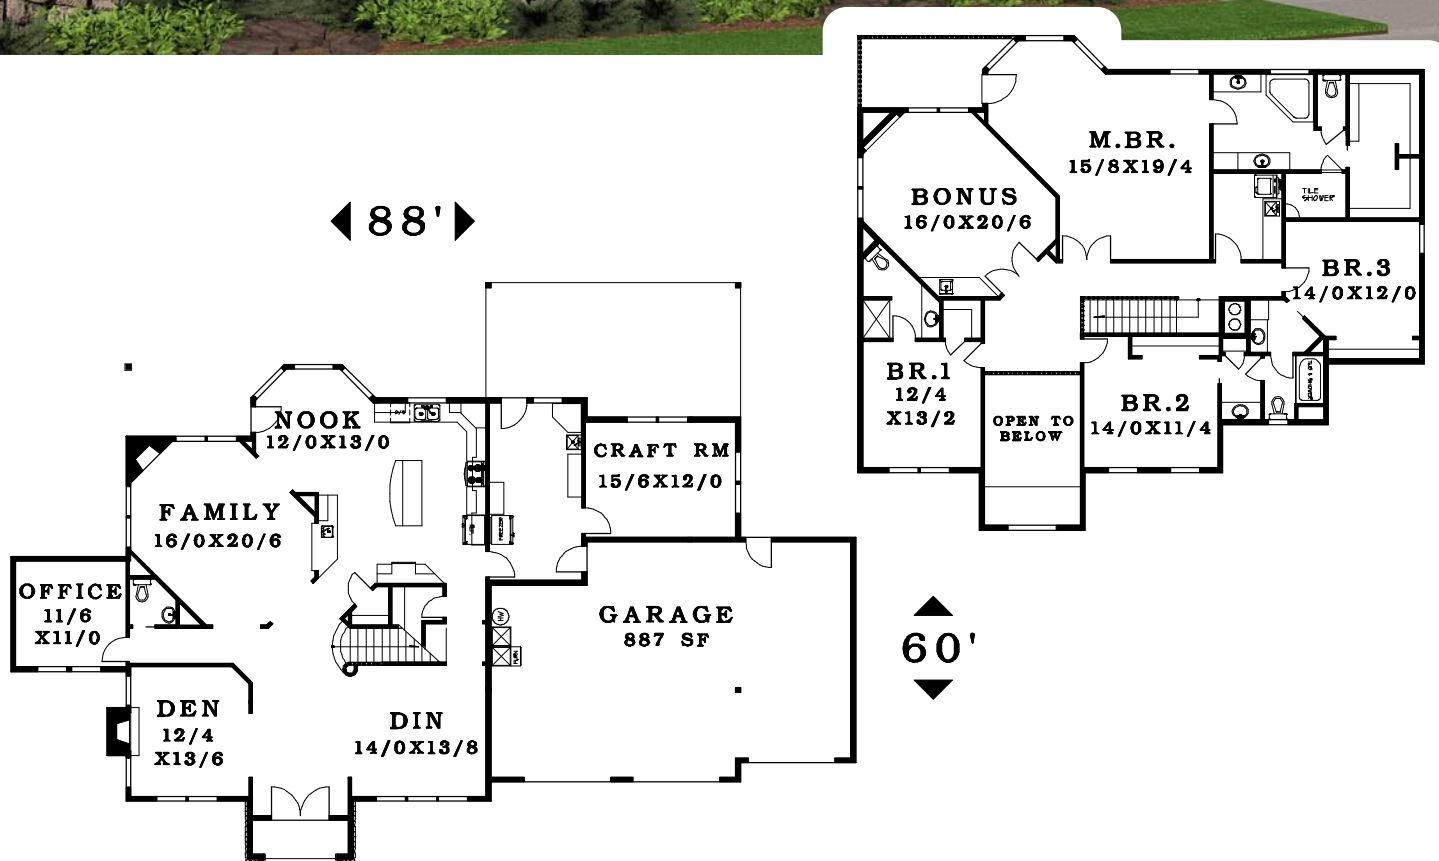 M.BR.
15/8X19/4
BONUS
16/0X20/6
TILE
SHOWER
BR.3
14/0X12/0
BR.1
12/4
X13/2
OPEN TO
BELOW
BR.2
14/0X11/4
88'
NOOK
12/0X13/0
CRAFT RM
15/6X12/0
FAMILY
16/0X20/6
FREEZER
OFFICE
11/6
X11/0
GARAGE
887 SF
HW
FURN
60'
DEN
12/4
X13/6
DIN
14/0X13/8